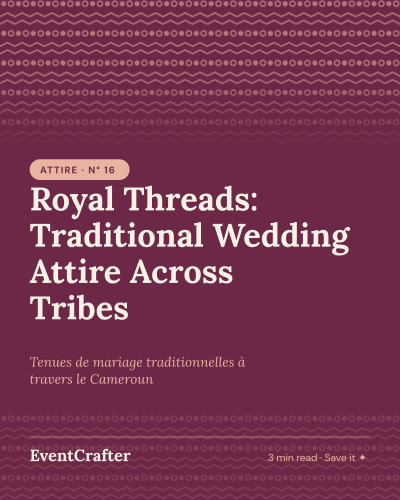 ATTIRE · N° 16
Royal Threads:
Traditional Wedding
Attire Across
Tribes
Tenues de mariage traditionnelles à
travers le Cameroun
EventCrafter
3 min read · Save it ✦